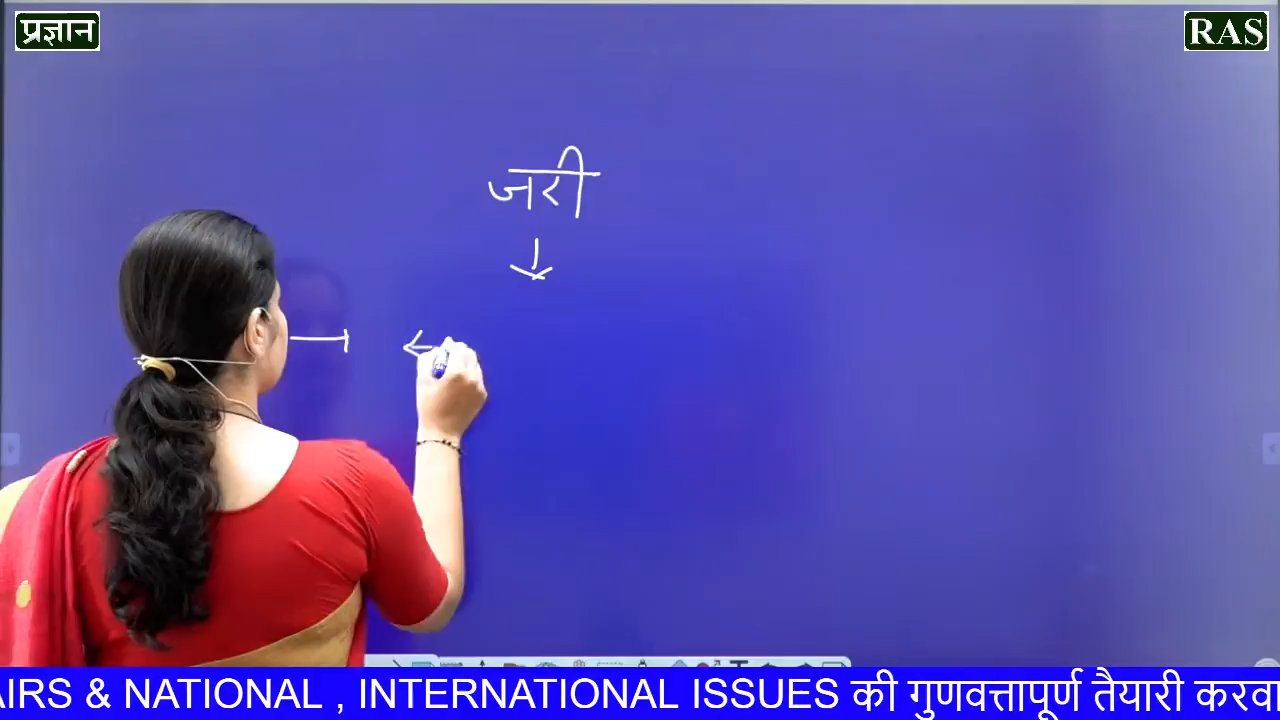 प्रज्ञान
RAS
जरी
AIRS & NATIONAL , INTERNATIONAL ISSUES की गुणवत्तापूर्ण तैयारी करवा